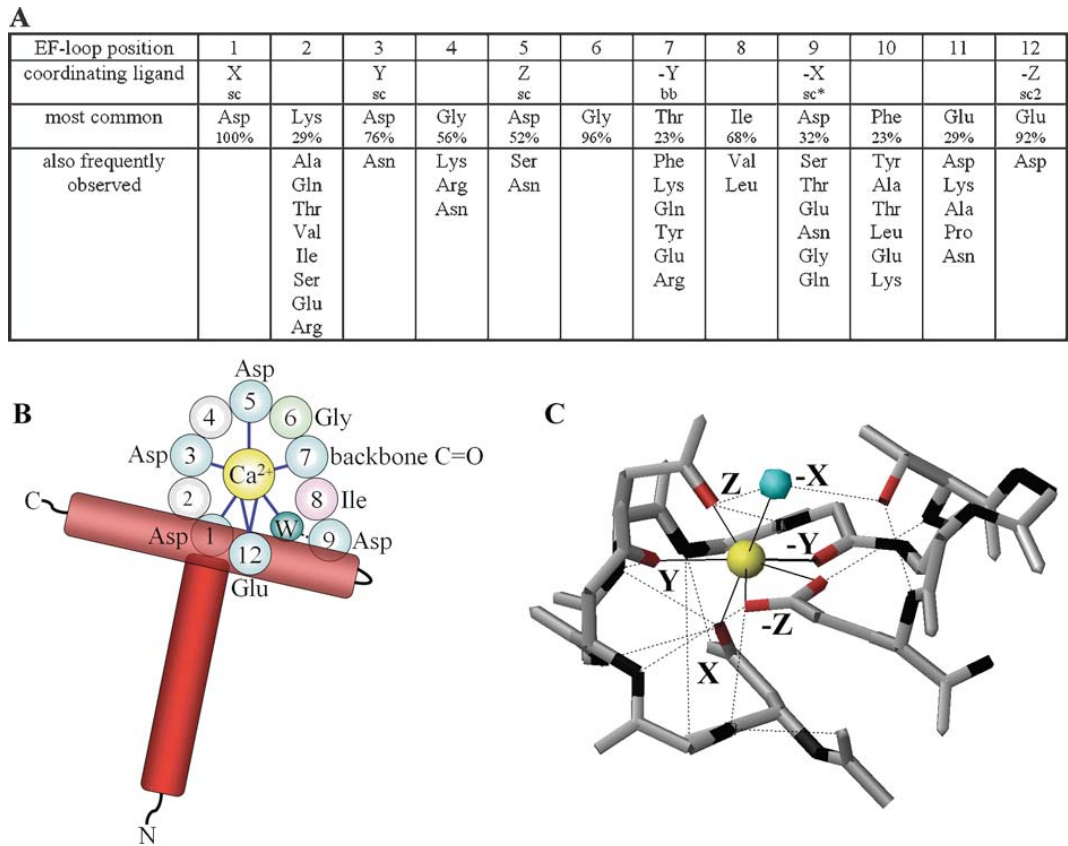 A
EF-loop position 1 2 3 4 5 6 7 8 9 10 11 12
coordinating ligand X Y Z -Y -X -Z
sc sc sc bb sc* sc2
most common Asp Lys Asp Gly Asp Gly Thr Ile Asp Phe Glu Glu
100% 29% 76% 56% 52% 96% 23% 68% 32% 23% 29% 92%
also frequently Ala Asn Lys Ser Phe Val Ser Tyr Asp Asp
observed Gln Arg Asn Lys Leu Thr Ala Lys
Thr Asn Gln Glu Thr Ala
Val Tyr Asn Leu Pro
Ile Glu Gly Glu Asn
Ser Arg Gln Lys
Glu
Arg
B
Asp
5
4
6
Gly
Asp
3
Ca²⁺
7
backbone C=O
2
8
Ile
C
Asp
1
W
9
Asp
12
Glu
N
C
Z
-X
-Y
Y
-Z
X